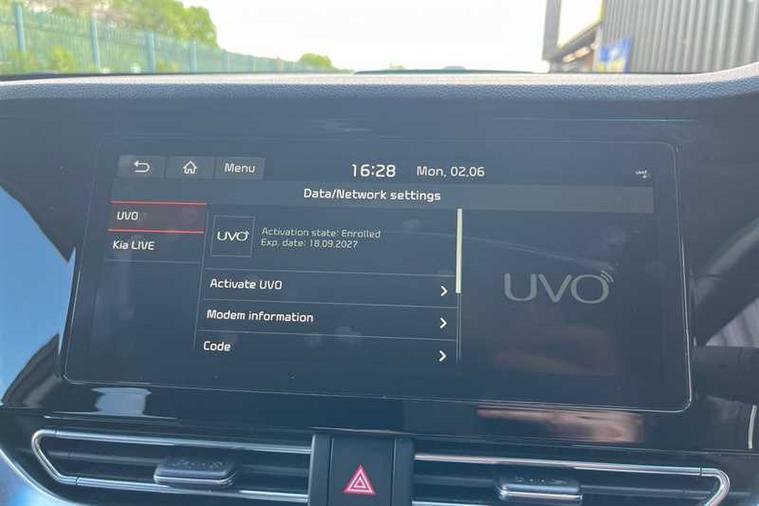 Menu
16:28
Mon, 02.06
Data/Network settings
UVO
Kia LIVE
UVO
Activation state: Enrolled
Exp. date: 18.09.2027
Activate UVO
Modem information
Code
UVO